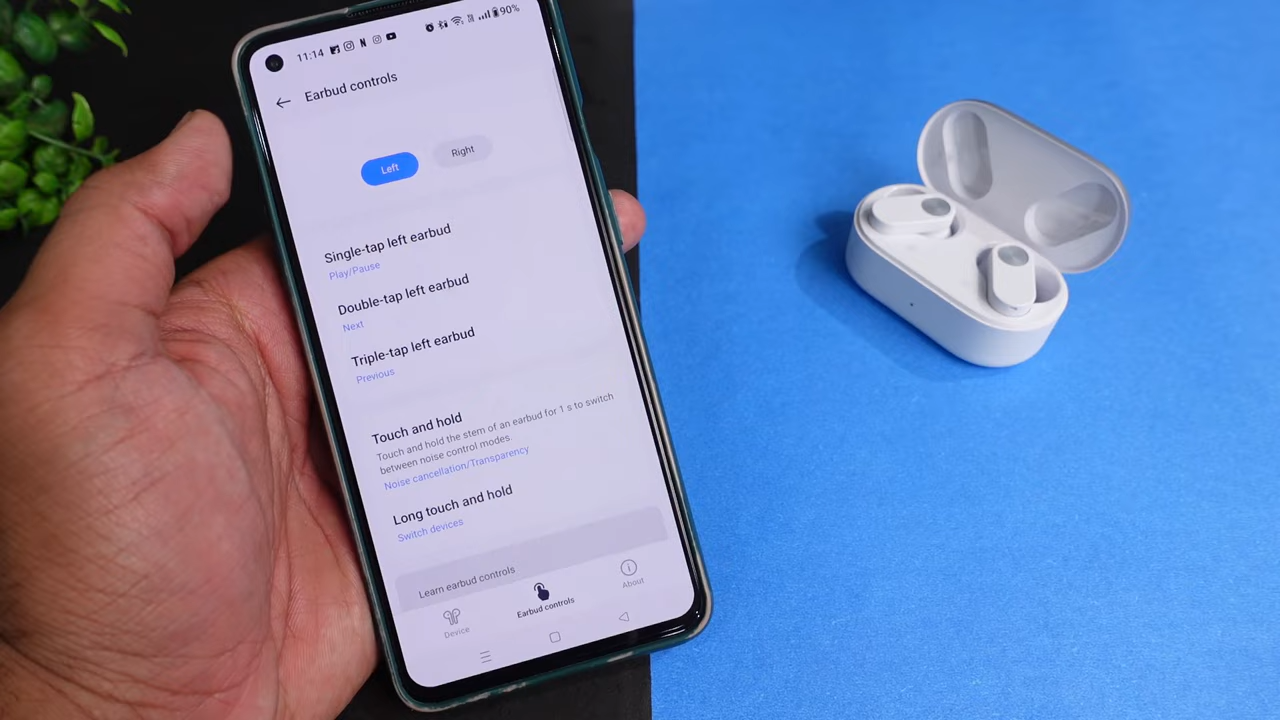 11:14 90%
Earbud controls
Left Right
Single-tap left earbud
Play/Pause
Double-tap left earbud
Next
Triple-tap left earbud
Previous
Touch and hold
Touch and hold the stem of an earbud for 1 s to switch
between noise control modes.
Noise cancellation/Transparency
Long touch and hold
Switch devices
Learn earbud controls
Device Earbud controls About